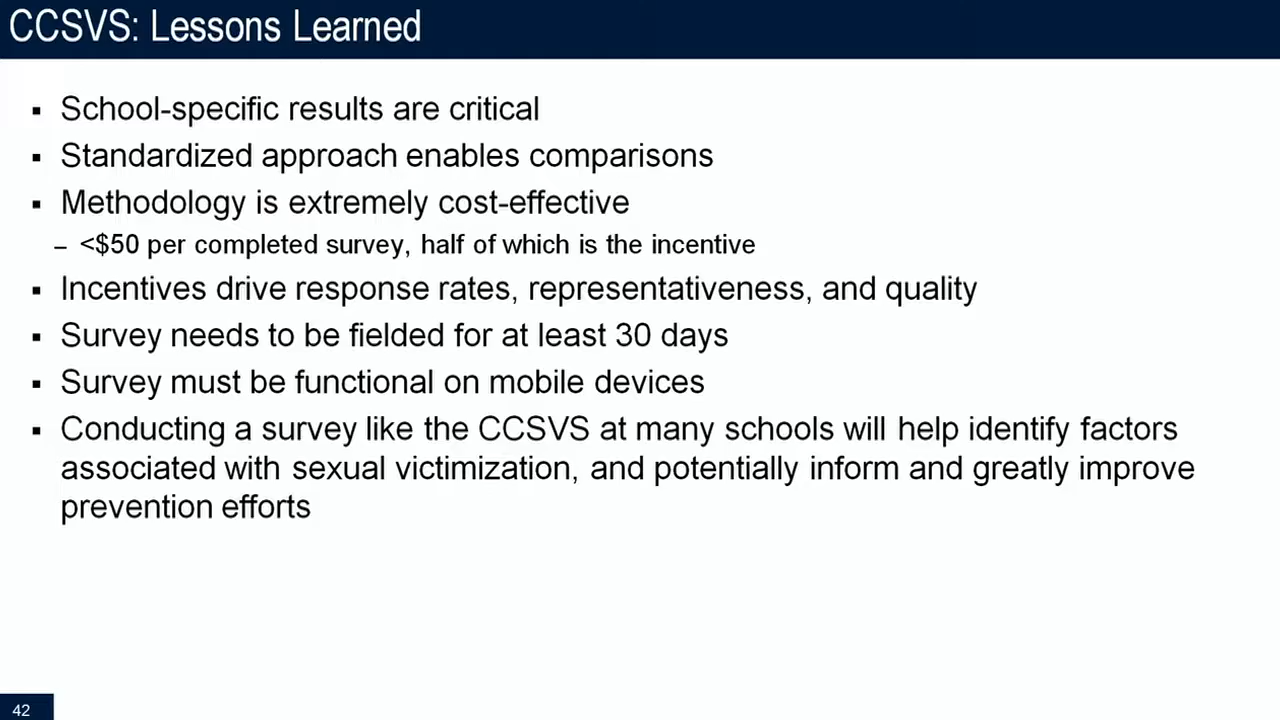 CCSVS: Lessons Learned
▪ School-specific results are critical
▪ Standardized approach enables comparisons
▪ Methodology is extremely cost-effective
– <$50 per completed survey, half of which is the incentive
▪ Incentives drive response rates, representativeness, and quality
▪ Survey needs to be fielded for at least 30 days
▪ Survey must be functional on mobile devices
▪ Conducting a survey like the CCSVS at many schools will help identify factors
associated with sexual victimization, and potentially inform and greatly improve
prevention efforts
42